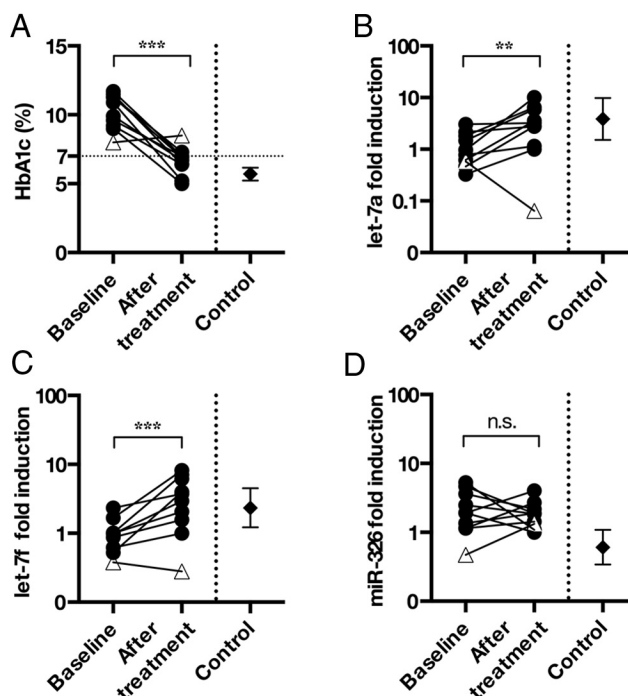 A
15
10
7
5
0
HbA1c (%)
***
Baseline
After
treatment
Control
B
100
10
1
0.1
0
let-7a fold induction
**
Baseline
After
treatment
Control
C
100
10
1
0
let-7f fold induction
***
Baseline
After
treatment
Control
D
100
10
1
0
miR-326 fold induction
n.s.
Baseline
After
treatment
Control